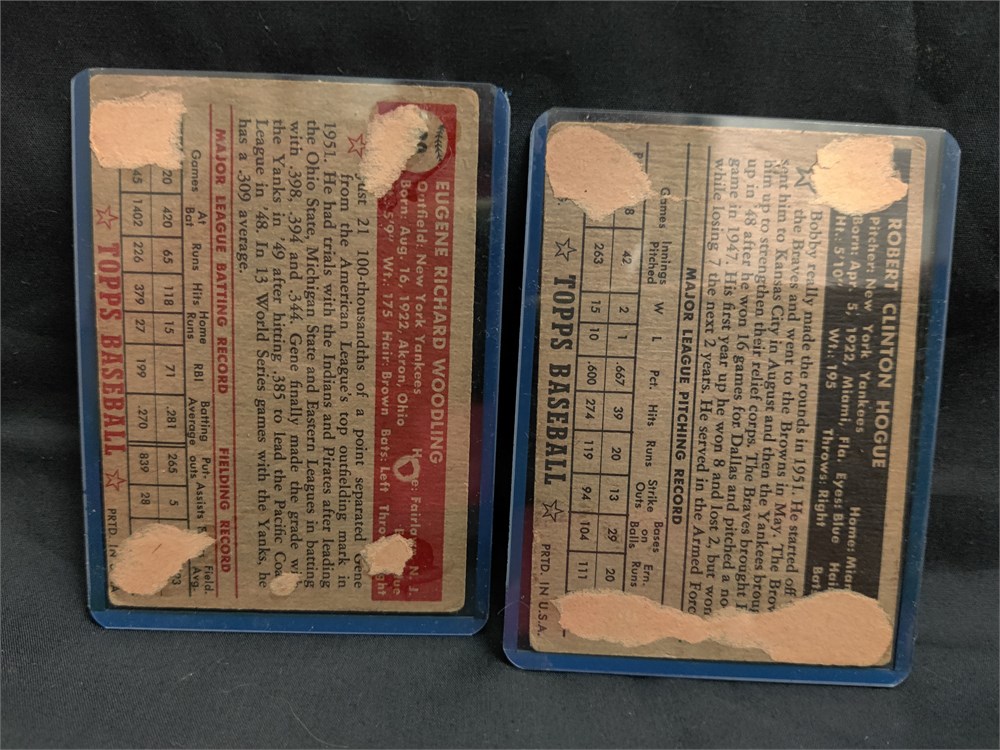 EUGENE RICHARD WOODLING
Outfield: New York Yankees
Born: Aug. 16, 1922, Akron, Ohio
5'9" Wt.: 175 Hair: Brown Bats: Left
Just 21 100-thousandths of a point separated Gene
from the American League's top outfielding mark in
1951. He had trials with the Indians and Pirates after leading
the Ohio State, Michigan State and Eastern Leagues in batting
with .398, .394 and .344. Gene finally made the grade
the Yanks in '49 after hitting .385 to lead the Pacific
League in '48. In 13 World Series games with the Yanks, he
has a .309 average.
MAJOR LEAGUE BATTING RECORD FIELDING RECORD
Games At Bat Runs Hits Home Runs RBI Batting Average Put outs Assists Field. Avg.
20 420 65 118 15 71 .281 265 5
45 1402 226 379 27 199 .270 839 28
TOPPS BASEBALL
PRTD. IN
ROBERT CLINTON HOGUE
Pitcher: New York Yankees Home:
Born: Apr. 5, 1922, Miami, Fla. Eyes: Blue
Ht.: 5'10" Wt.: 195 Throws: Right
Bobby really made the rounds in 1951. He started off
the Braves and went to the Browns in May. The
sent him to Kansas City in August and then the Yankees
him up to strengthen their relief corps. The Braves brought
up in '48 after he won 16 games for Dallas and pitched a no
game in 1947. His first year up he won 8 and lost 2, but won
while losing 7 the next 2 years. He served in the Armed
MAJOR LEAGUE PITCHING RECORD
Games Innings Pitched W L Pct. Hits Runs Strike Outs Bases on Balls Ern. Runs
8 42 2 1 .667 39 20 13 29 20
263 15 10 .600 274 119 94 104 111
TOPPS BASEBALL
PRTD. IN U.S.A.